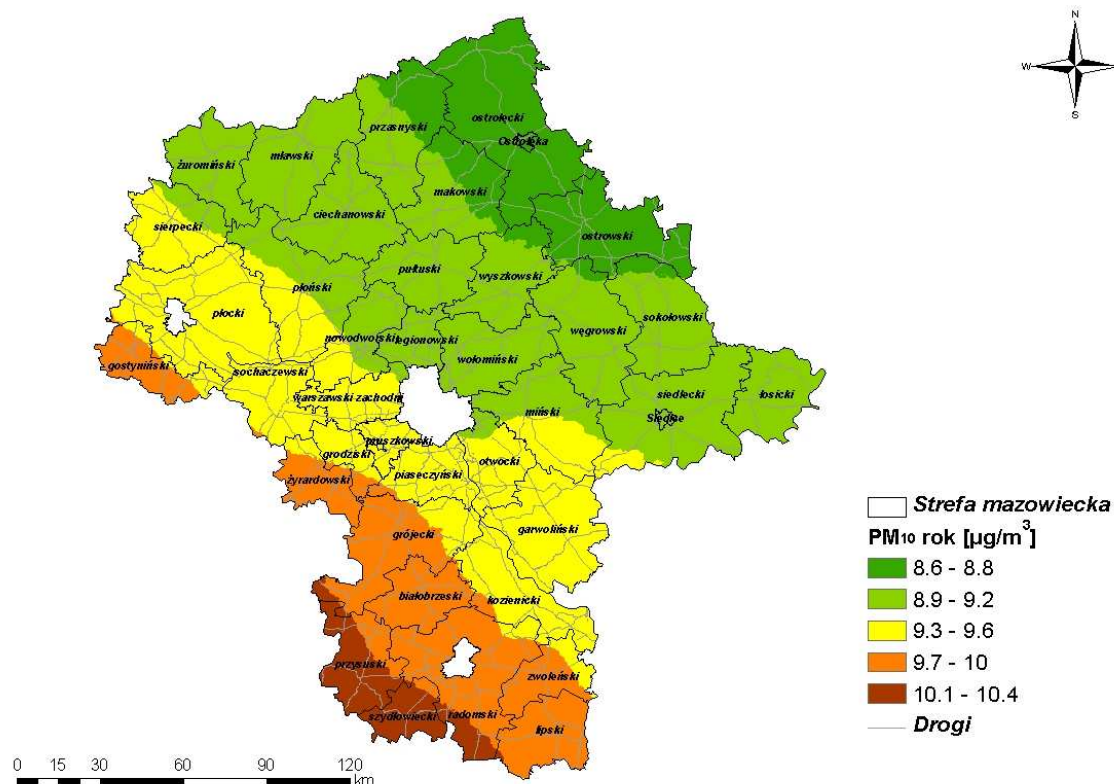 N
W
S
przasnyski
ostrołęcki
Ostrołęka
mławski
żuromiński
makowski
ciechanowski
sierpecki
ostrowski
pułtuski
wyszkowski
płoński
sokołowski
płocki
węgrowski
nowodworski
legionowski
wołomiński
gostyniński
sochaczewski
siedlecki
łosicki
warszawski zachodni
miński
Siedlce
pruszkowski
grodziski
otwocki
żyrardowski
piaseczyński
garwoliński
grójecki
białobrzeski
kozienicki
przysuski
zwoleński
szydłowiecki
radomski
lipski
Strefa mazowiecka
PM10 rok [µg/m³]
8.6 - 8.8
8.9 - 9.2
9.3 - 9.6
9.7 - 10
10.1 - 10.4
Drogi
0 15 30 60 90 120
km